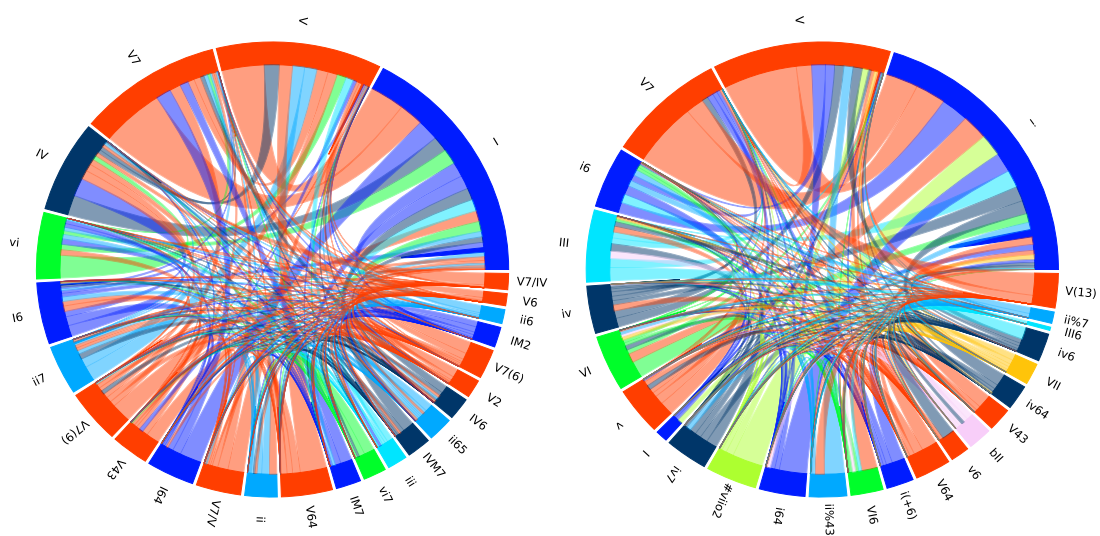 I
V
V7
IV
vi
I6
ii7
V7(9)
V43
I64
V7/V
ii
V64
IM7
vi7
iii
IVM7
ii65
IV6
V2
V7(6)
IM2
ii6
V6
V7/IV
i
V
V7
i6
III
iv
VI
v
I
iv7
#viio2
i64
ii%43
VI6
i(+6)
V64
v6
bII
V43
iv64
VII
iv6
III6
ii%7
V(13)